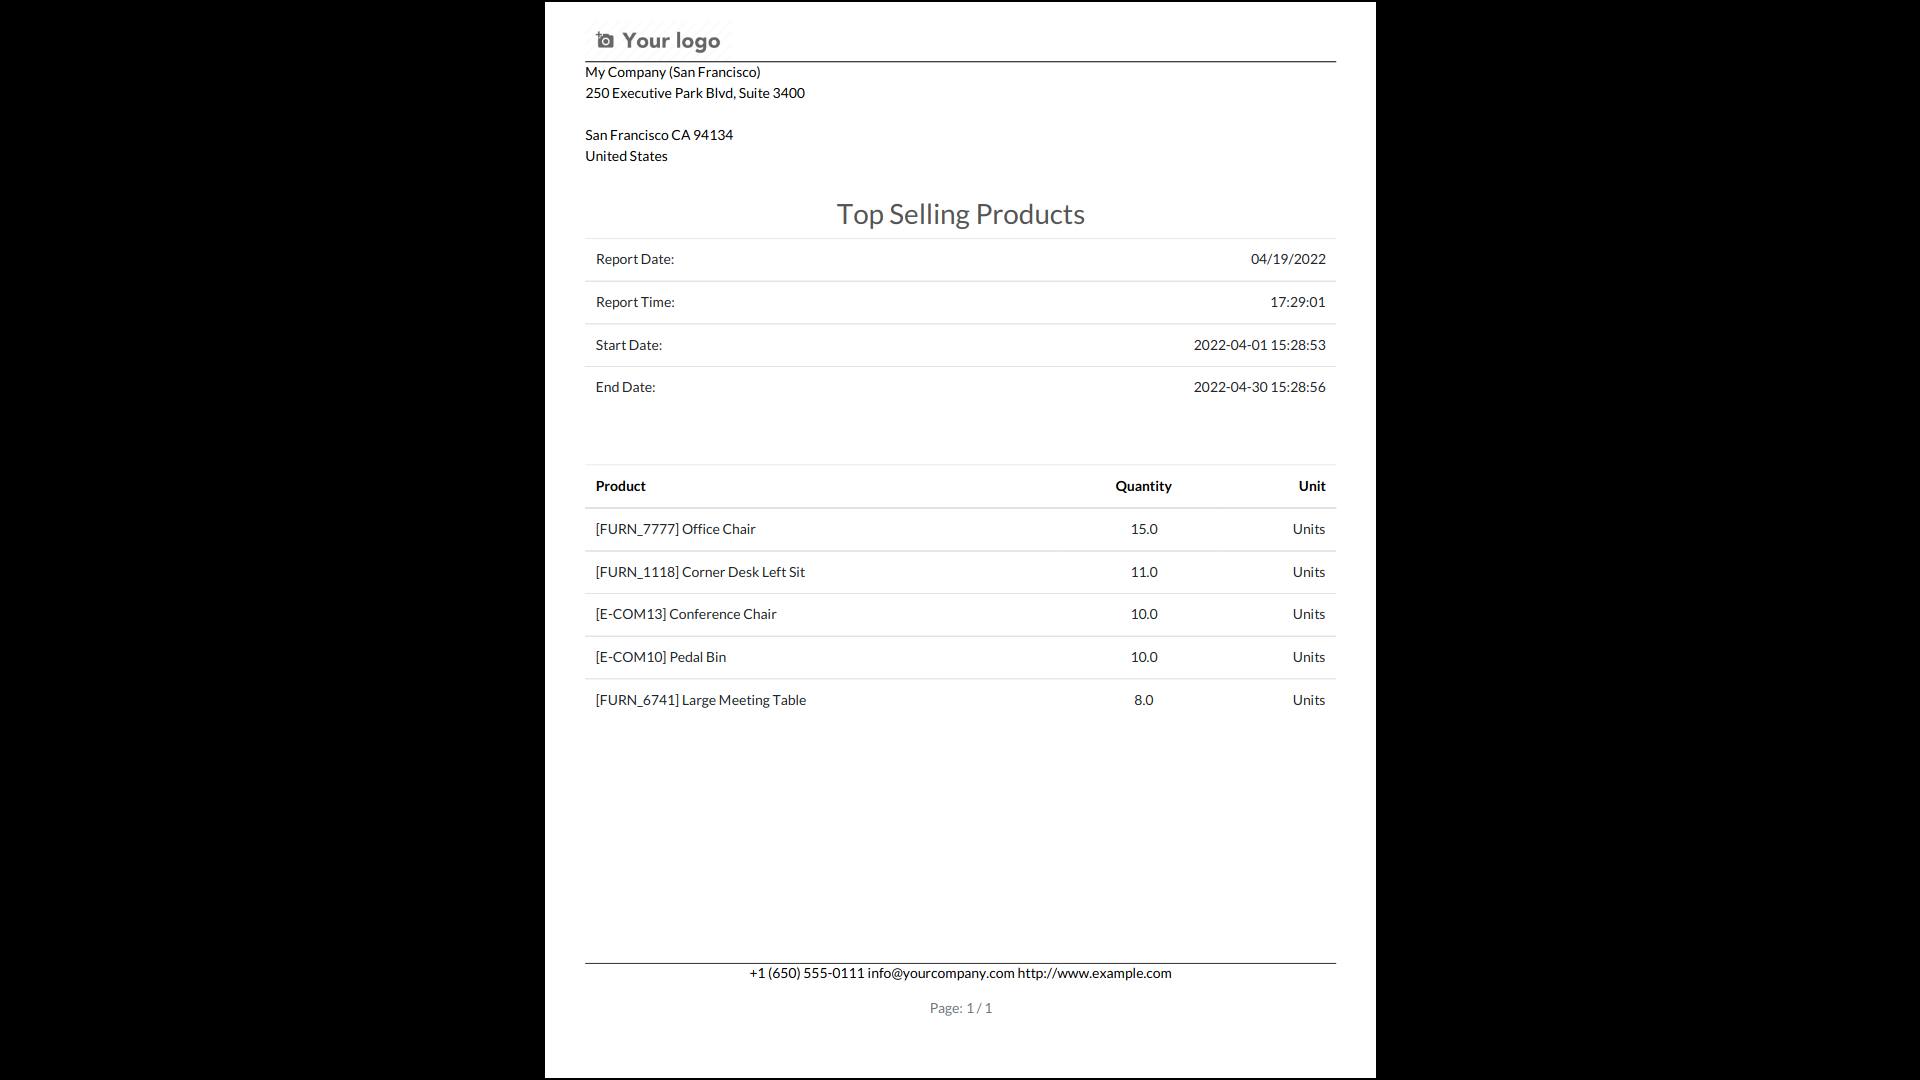 Your logo
My Company (San Francisco)
250 Executive Park Blvd, Suite 3400
San Francisco CA 94134
United States
Top Selling Products
Report Date: 04/19/2022
Report Time: 17:29:01
Start Date: 2022-04-01 15:28:53
End Date: 2022-04-30 15:28:56
Product Quantity Unit
[FURN_7777] Office Chair 15.0 Units
[FURN_1118] Corner Desk Left Sit 11.0 Units
[E-COM13] Conference Chair 10.0 Units
[E-COM10] Pedal Bin 10.0 Units
[FURN_6741] Large Meeting Table 8.0 Units
+1 (650) 555-0111 info@yourcompany.com http://www.example.com
Page: 1 / 1